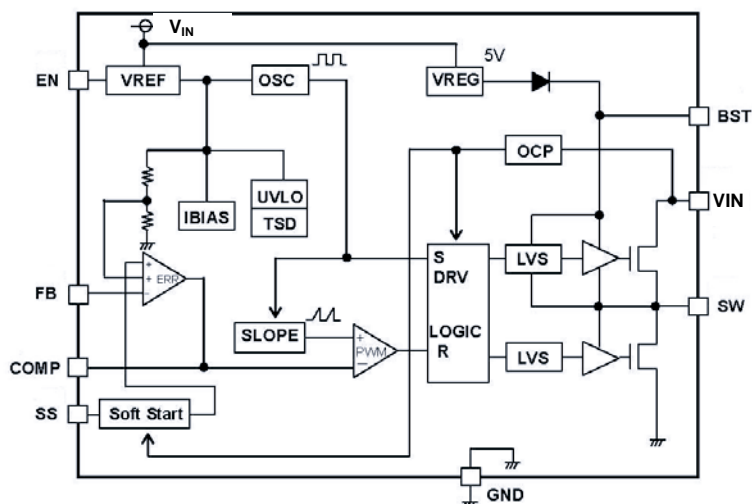 VIN
5V
EN
VREF
OSC
VREG
BST
OCP
UVLO
TSD
IBIAS
VIN
S
DRV
LVS
+
+
ERR
-
FB
SW
SLOPE
+
PWM
-
LOGIC
R
LVS
COMP
SS
Soft Start
GND